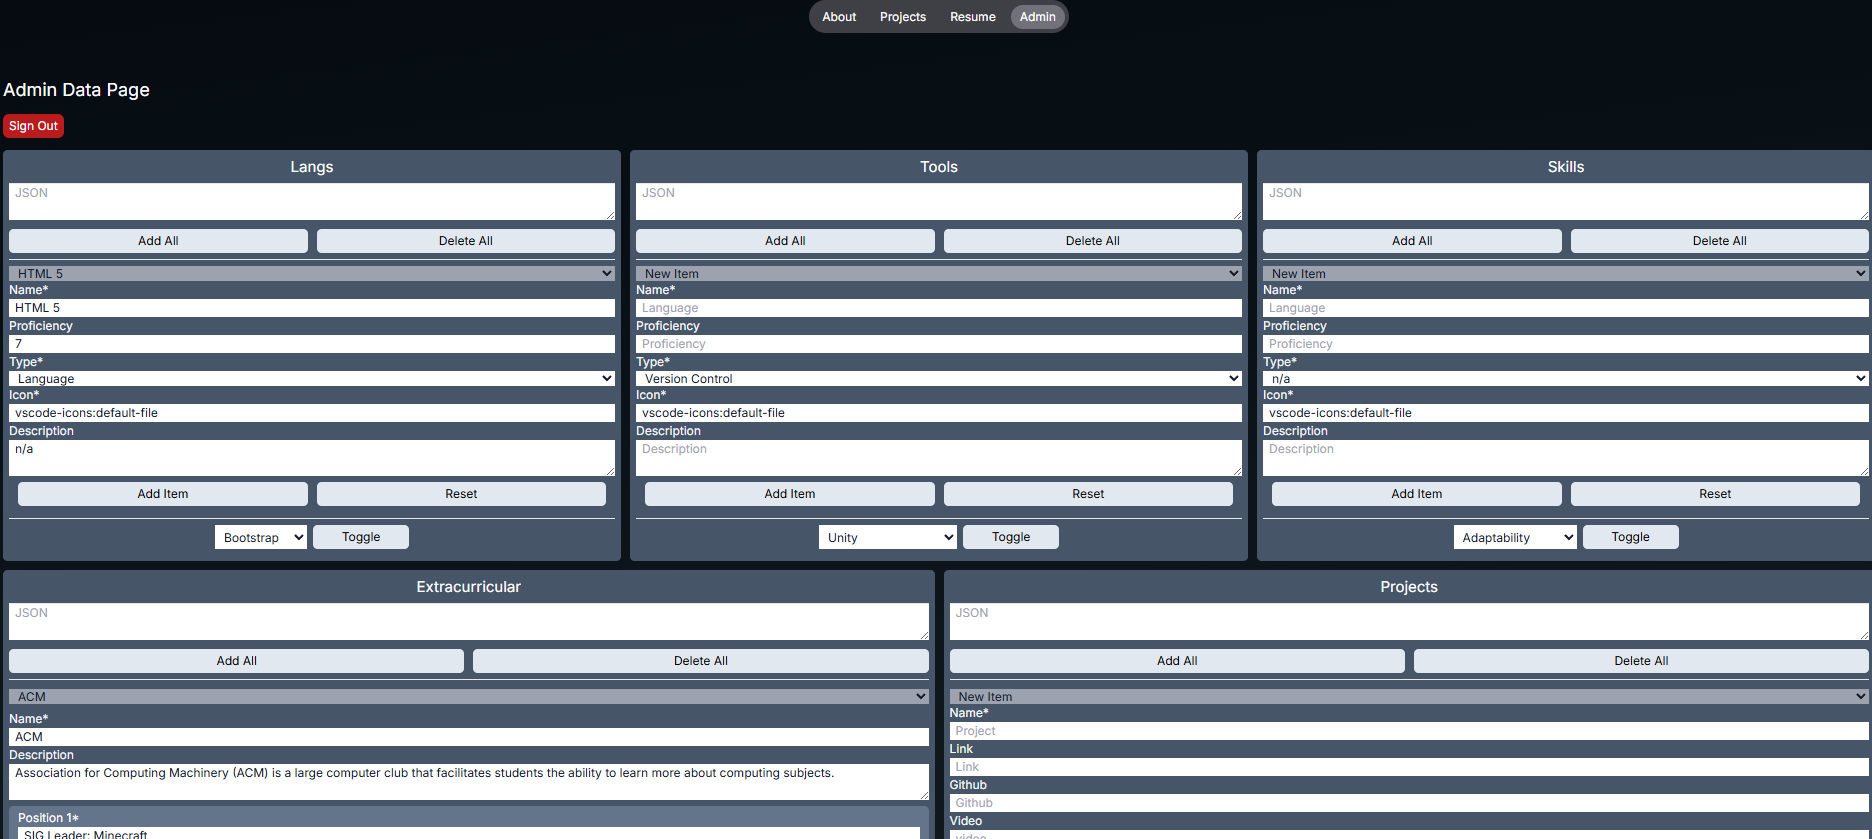 About Projects Resume Admin
Admin Data Page
Sign Out
Langs
JSON
Add All Delete All
HTML 5
Name*
HTML 5
Proficiency
7
Type*
Language
Icon*
vscode-icons:default-file
Description
n/a
Add Item Reset
Bootstrap Toggle
Tools
JSON
Add All Delete All
New Item
Name*
Language
Proficiency
Proficiency
Type*
Version Control
Icon*
vscode-icons:default-file
Description
Description
Add Item Reset
Unity Toggle
Skills
JSON
Add All Delete All
New Item
Name*
Language
Proficiency
Proficiency
Type*
n/a
Icon*
vscode-icons:default-file
Description
Description
Add Item Reset
Adaptability Toggle
Extracurricular
JSON
Add All Delete All
ACM
Name*
ACM
Description
Association for Computing Machinery (ACM) is a large computer club that facilitates students the ability to learn more about computing subjects.
Position 1*
SIG Leader: Minecraft
Projects
JSON
Add All Delete All
New Item
Name*
Project
Link
Link
Github
Github
Video
video